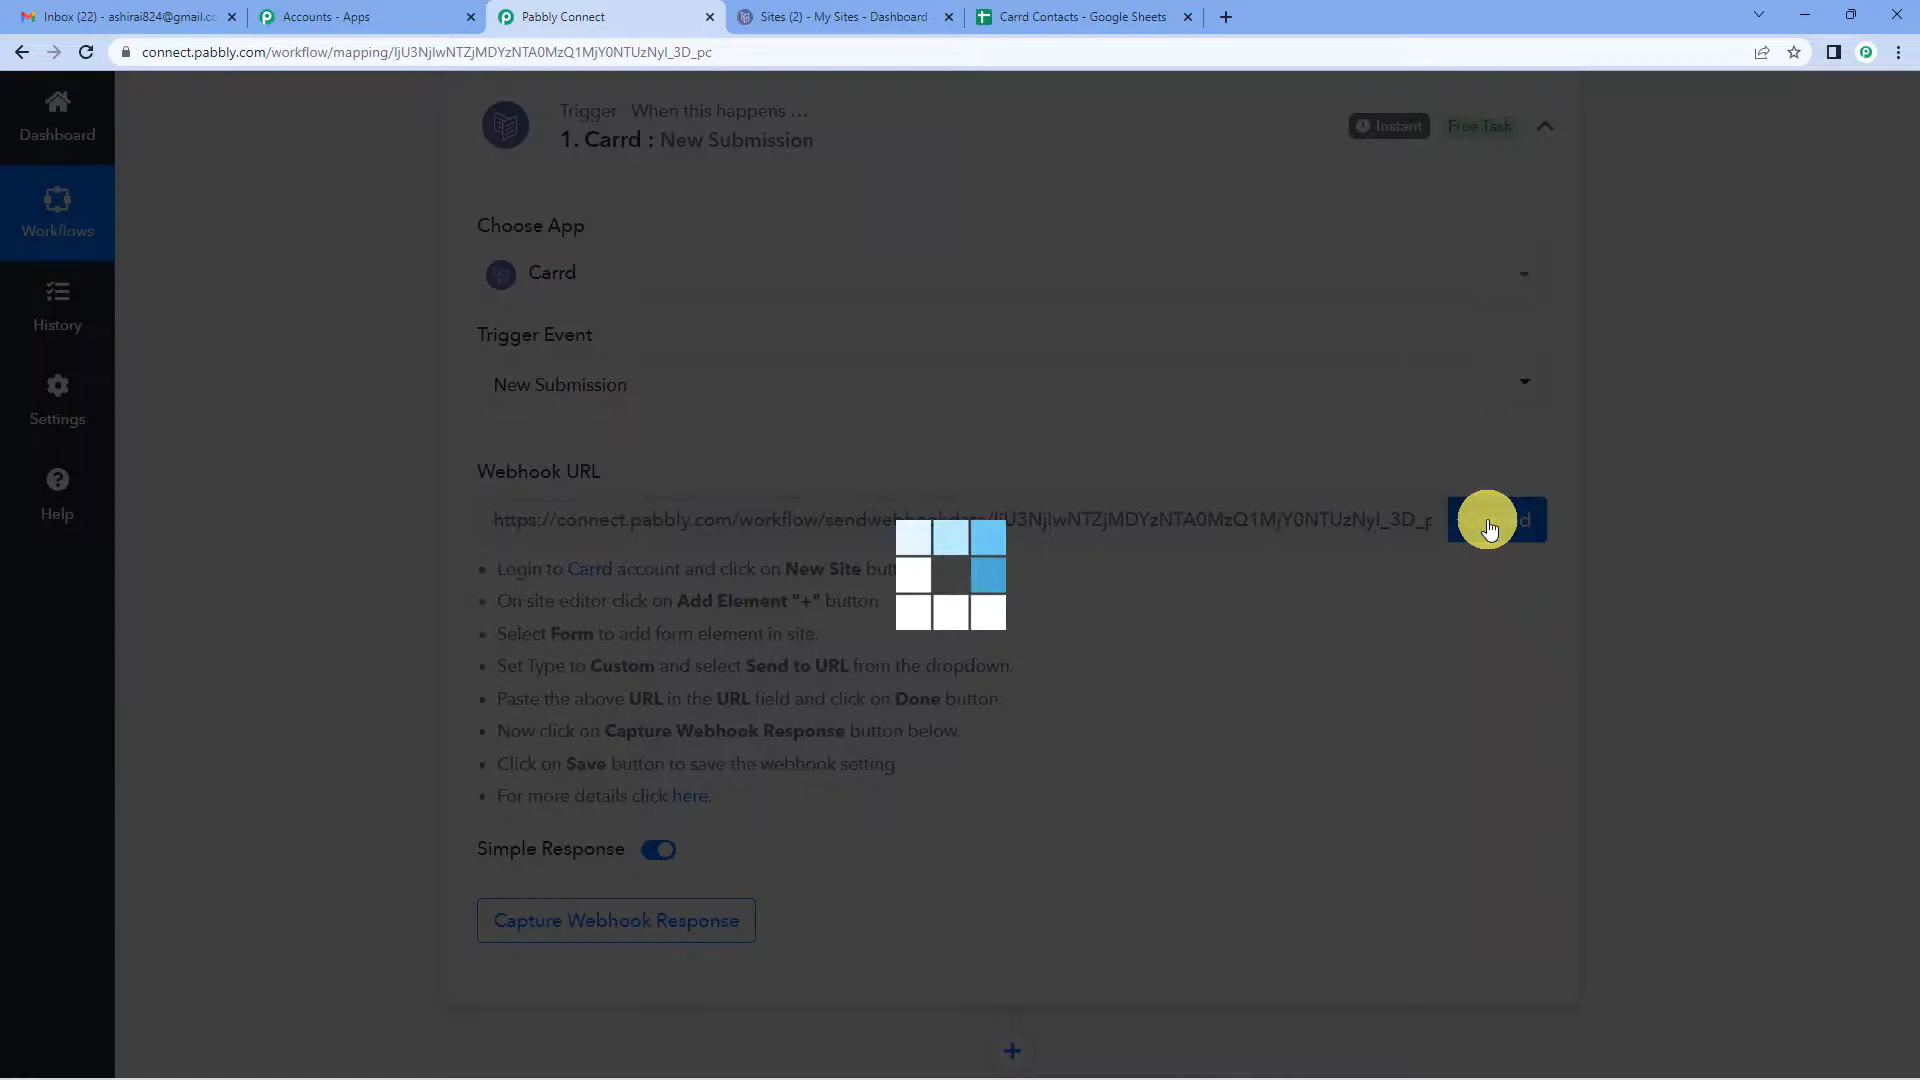 Inbox (22) - ashirai824@gmail.cc
Accounts - Apps
Pabbly Connect
Sites (2) - My Sites - Dashboard
Carrd Contacts - Google Sheets
connect.pabbly.com/workflow/mapping/IjU3NjIwNTZjMDYzNTA0MzQ1MjY0NTUzNyI_3D_pc
Dashboard
Workflows
History
Settings
Help
Trigger When this happens ...
1. Carrd : New Submission
Instant
Free Task
Choose App
Carrd
Trigger Event
New Submission
Webhook URL
https://connect.pabbly.com/workflow/sendwebhookdata/IjU3NjIwNTZjMDYzNTA0MzQ1MjY0NTUzNyI_3D_p
Login to Carrd account and click on New Site but
On site editor click on Add Element "+" button
Select Form to add form element in site.
Set Type to Custom and select Send to URL from the dropdown.
Paste the above URL in the URL field and click on Done button.
Now click on Capture Webhook Response button below.
Click on Save button to save the webhook setting
For more details click here.
Simple Response
Capture Webhook Response